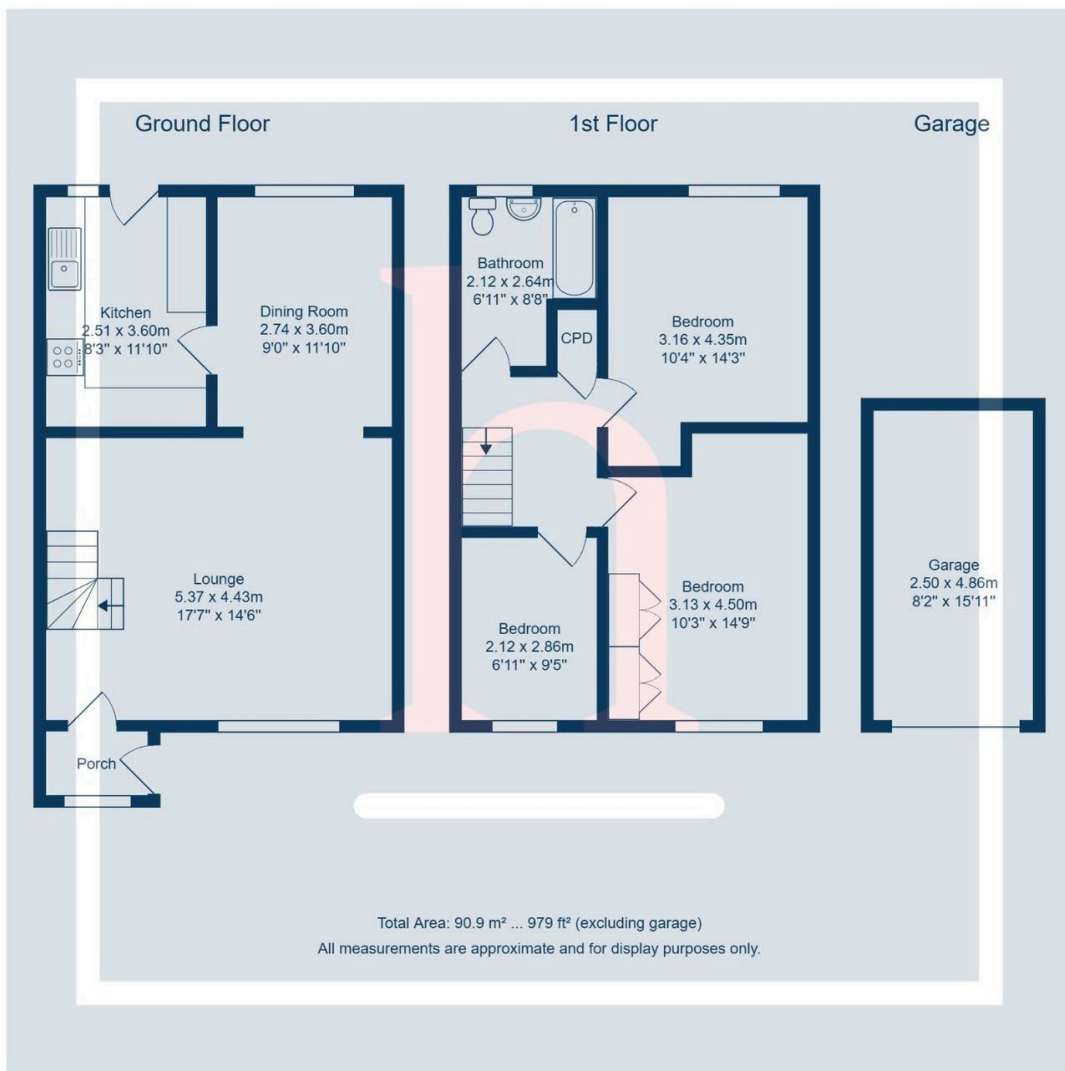 Ground Floor
1st Floor
Garage
Kitchen
2.51 x 3.60m
8'3" x 11'10"
Dining Room
2.74 x 3.60m
9'0" x 11'10"
Lounge
5.37 x 4.43m
17'7" x 14'6"
Porch
Bathroom
2.12 x 2.64m
6'11" x 8'8"
CPD
Bedroom
3.16 x 4.35m
10'4" x 14'3"
Bedroom
3.13 x 4.50m
10'3" x 14'9"
Bedroom
2.12 x 2.86m
6'11" x 9'5"
Garage
2.50 x 4.86m
8'2" x 15'11"
h
Total Area: 90.9 m² ... 979 ft² (excluding garage)
All measurements are approximate and for display purposes only.